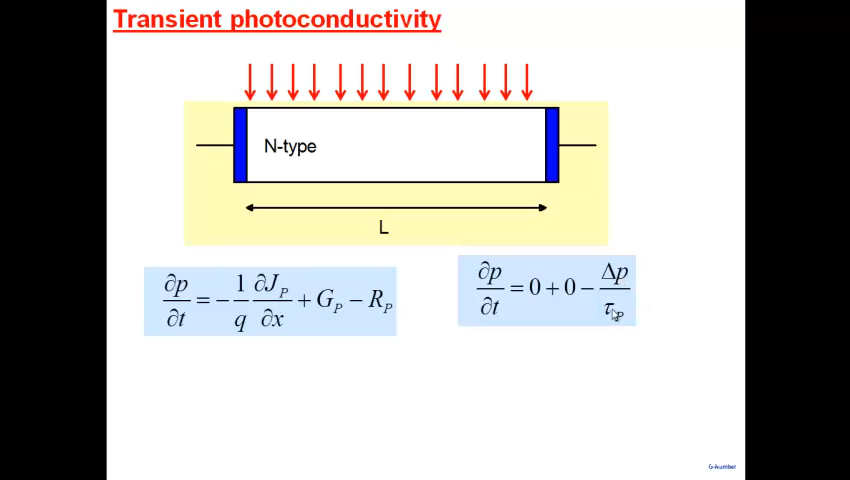 Transient photoconductivity
N-type
L
∂p/∂t = −(1/q) ∂J_P/∂x + G_P − R_P
∂p/∂t = 0 + 0 − Δp/τ_P